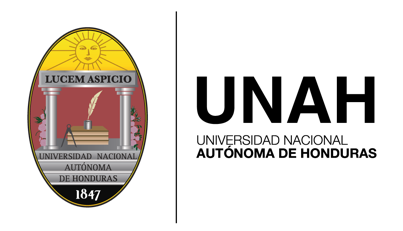 LUCEM ASPICIO
UNIVERSIDAD NACIONAL
AUTÓNOMA
DE HONDURAS
1847
UNAH
UNIVERSIDAD NACIONAL
AUTÓNOMA DE HONDURAS